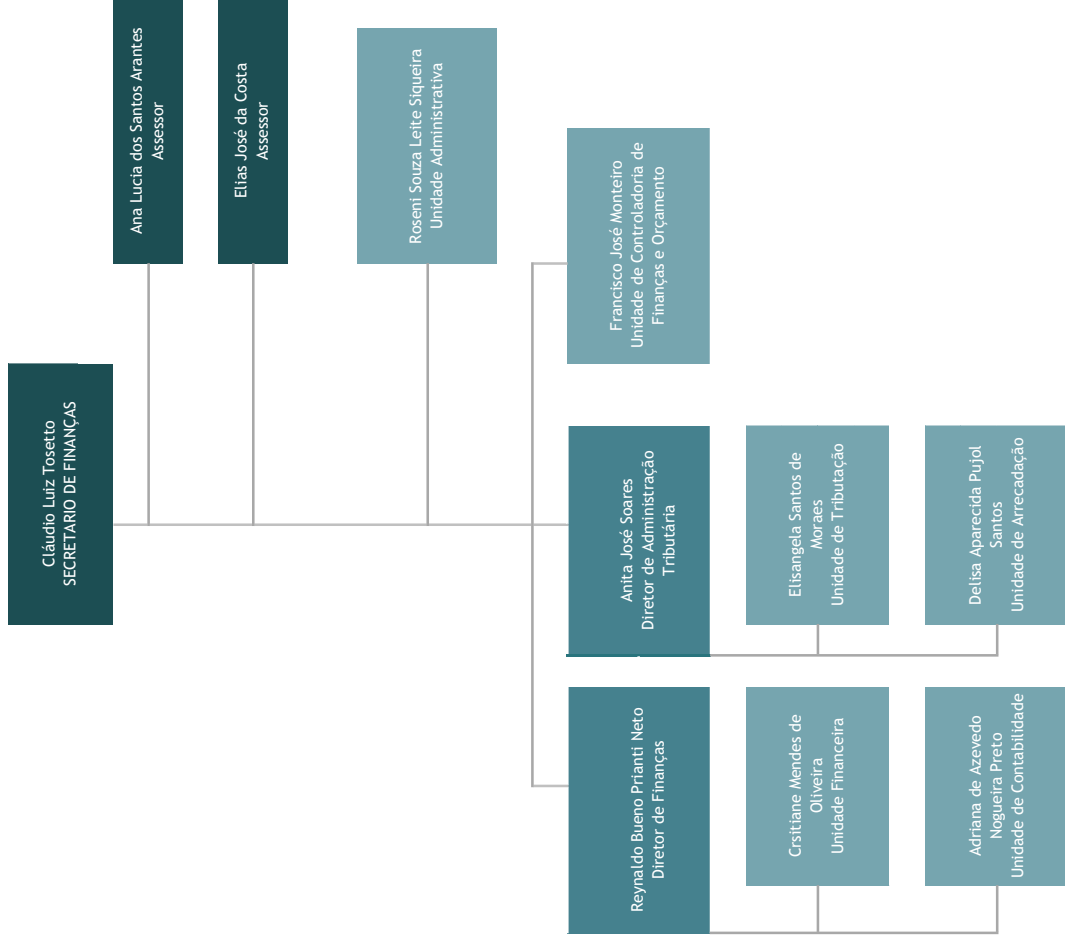 Cláudio Luiz Tosetto
SECRETARIO DE FINANÇAS
Ana Lucia dos Santos Arantes
Assessor
Elias José da Costa
Assessor
Roseni Souza Leite Siqueira
Unidade Administrativa
Reynaldo Bueno Prianti Neto
Diretor de Finanças
Anita José Soares
Diretor de Administração
Tributária
Francisco José Monteiro
Unidade de Controladoria de
Finanças e Orçamento
Crsitiane Mendes de
Oliveira
Unidade Financeira
Elisangela Santos de
Moraes
Unidade de Tributação
Adriana de Azevedo
Nogueira Preto
Unidade de Contabilidade
Delisa Aparecida Pujol
Santos
Unidade de Arrecadação